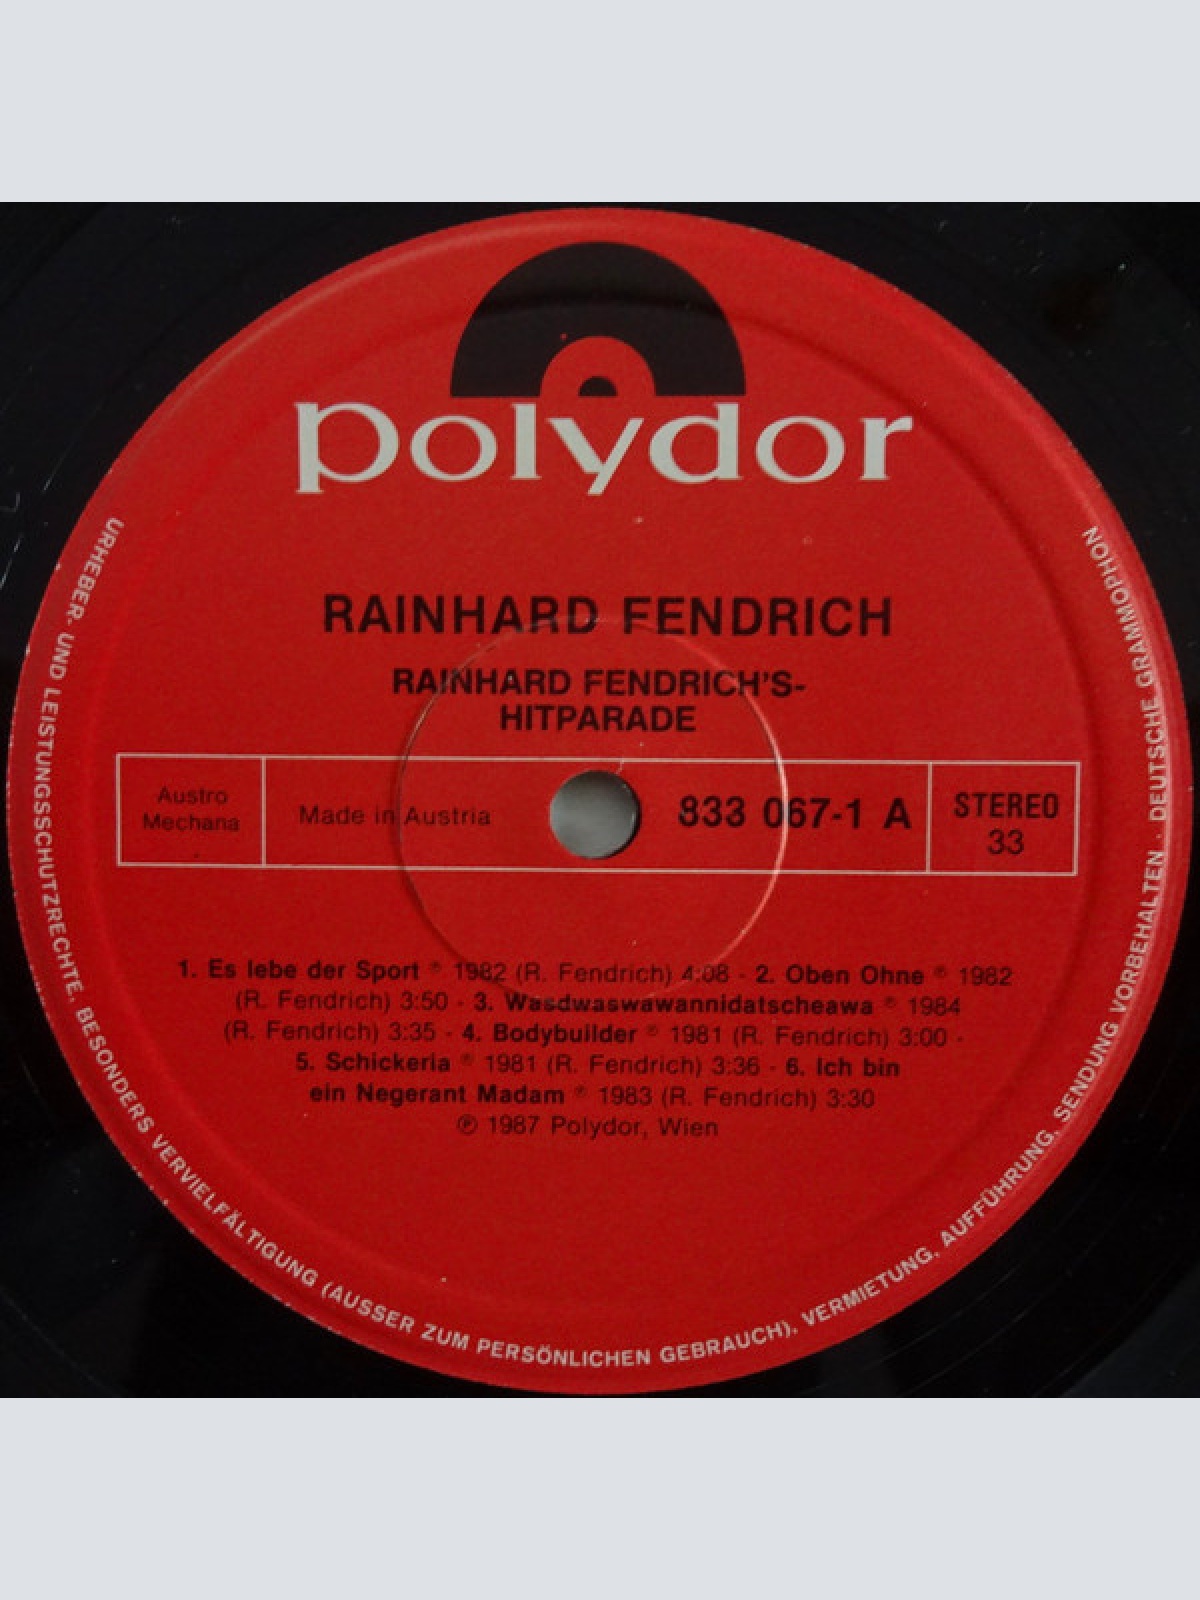 polydor
RAINHARD FENDRICH
RAINHARD FENDRICH'S-
HITPARADE
Austro
Mechana
Made in Austria
833 067-1 A
STEREO
33
1. Es lebe der Sport ℗ 1982 (R. Fendrich) 4:08 - 2. Oben Ohne ℗ 1982
(R. Fendrich) 3:50 - 3. Wasdwaswawannidatscheawa ℗ 1984
(R. Fendrich) 3:35 - 4. Bodybuilder ℗ 1981 (R. Fendrich) 3:00 -
5. Schickeria ℗ 1981 (R. Fendrich) 3:36 - 6. Ich bin
ein Negerant Madam ℗ 1983 (R. Fendrich) 3:30
℗ 1987 Polydor, Wien
URHEBER- UND LEISTUNGSSCHUTZRECHTE, BESONDERS VERVIELFÄLTIGUNG (AUSSER ZUM PERSÖNLICHEN GEBRAUCH), VERMIETUNG, AUFFÜHRUNG, SENDUNG VORBEHALTEN · DEUTSCHE GRAMMOPHON